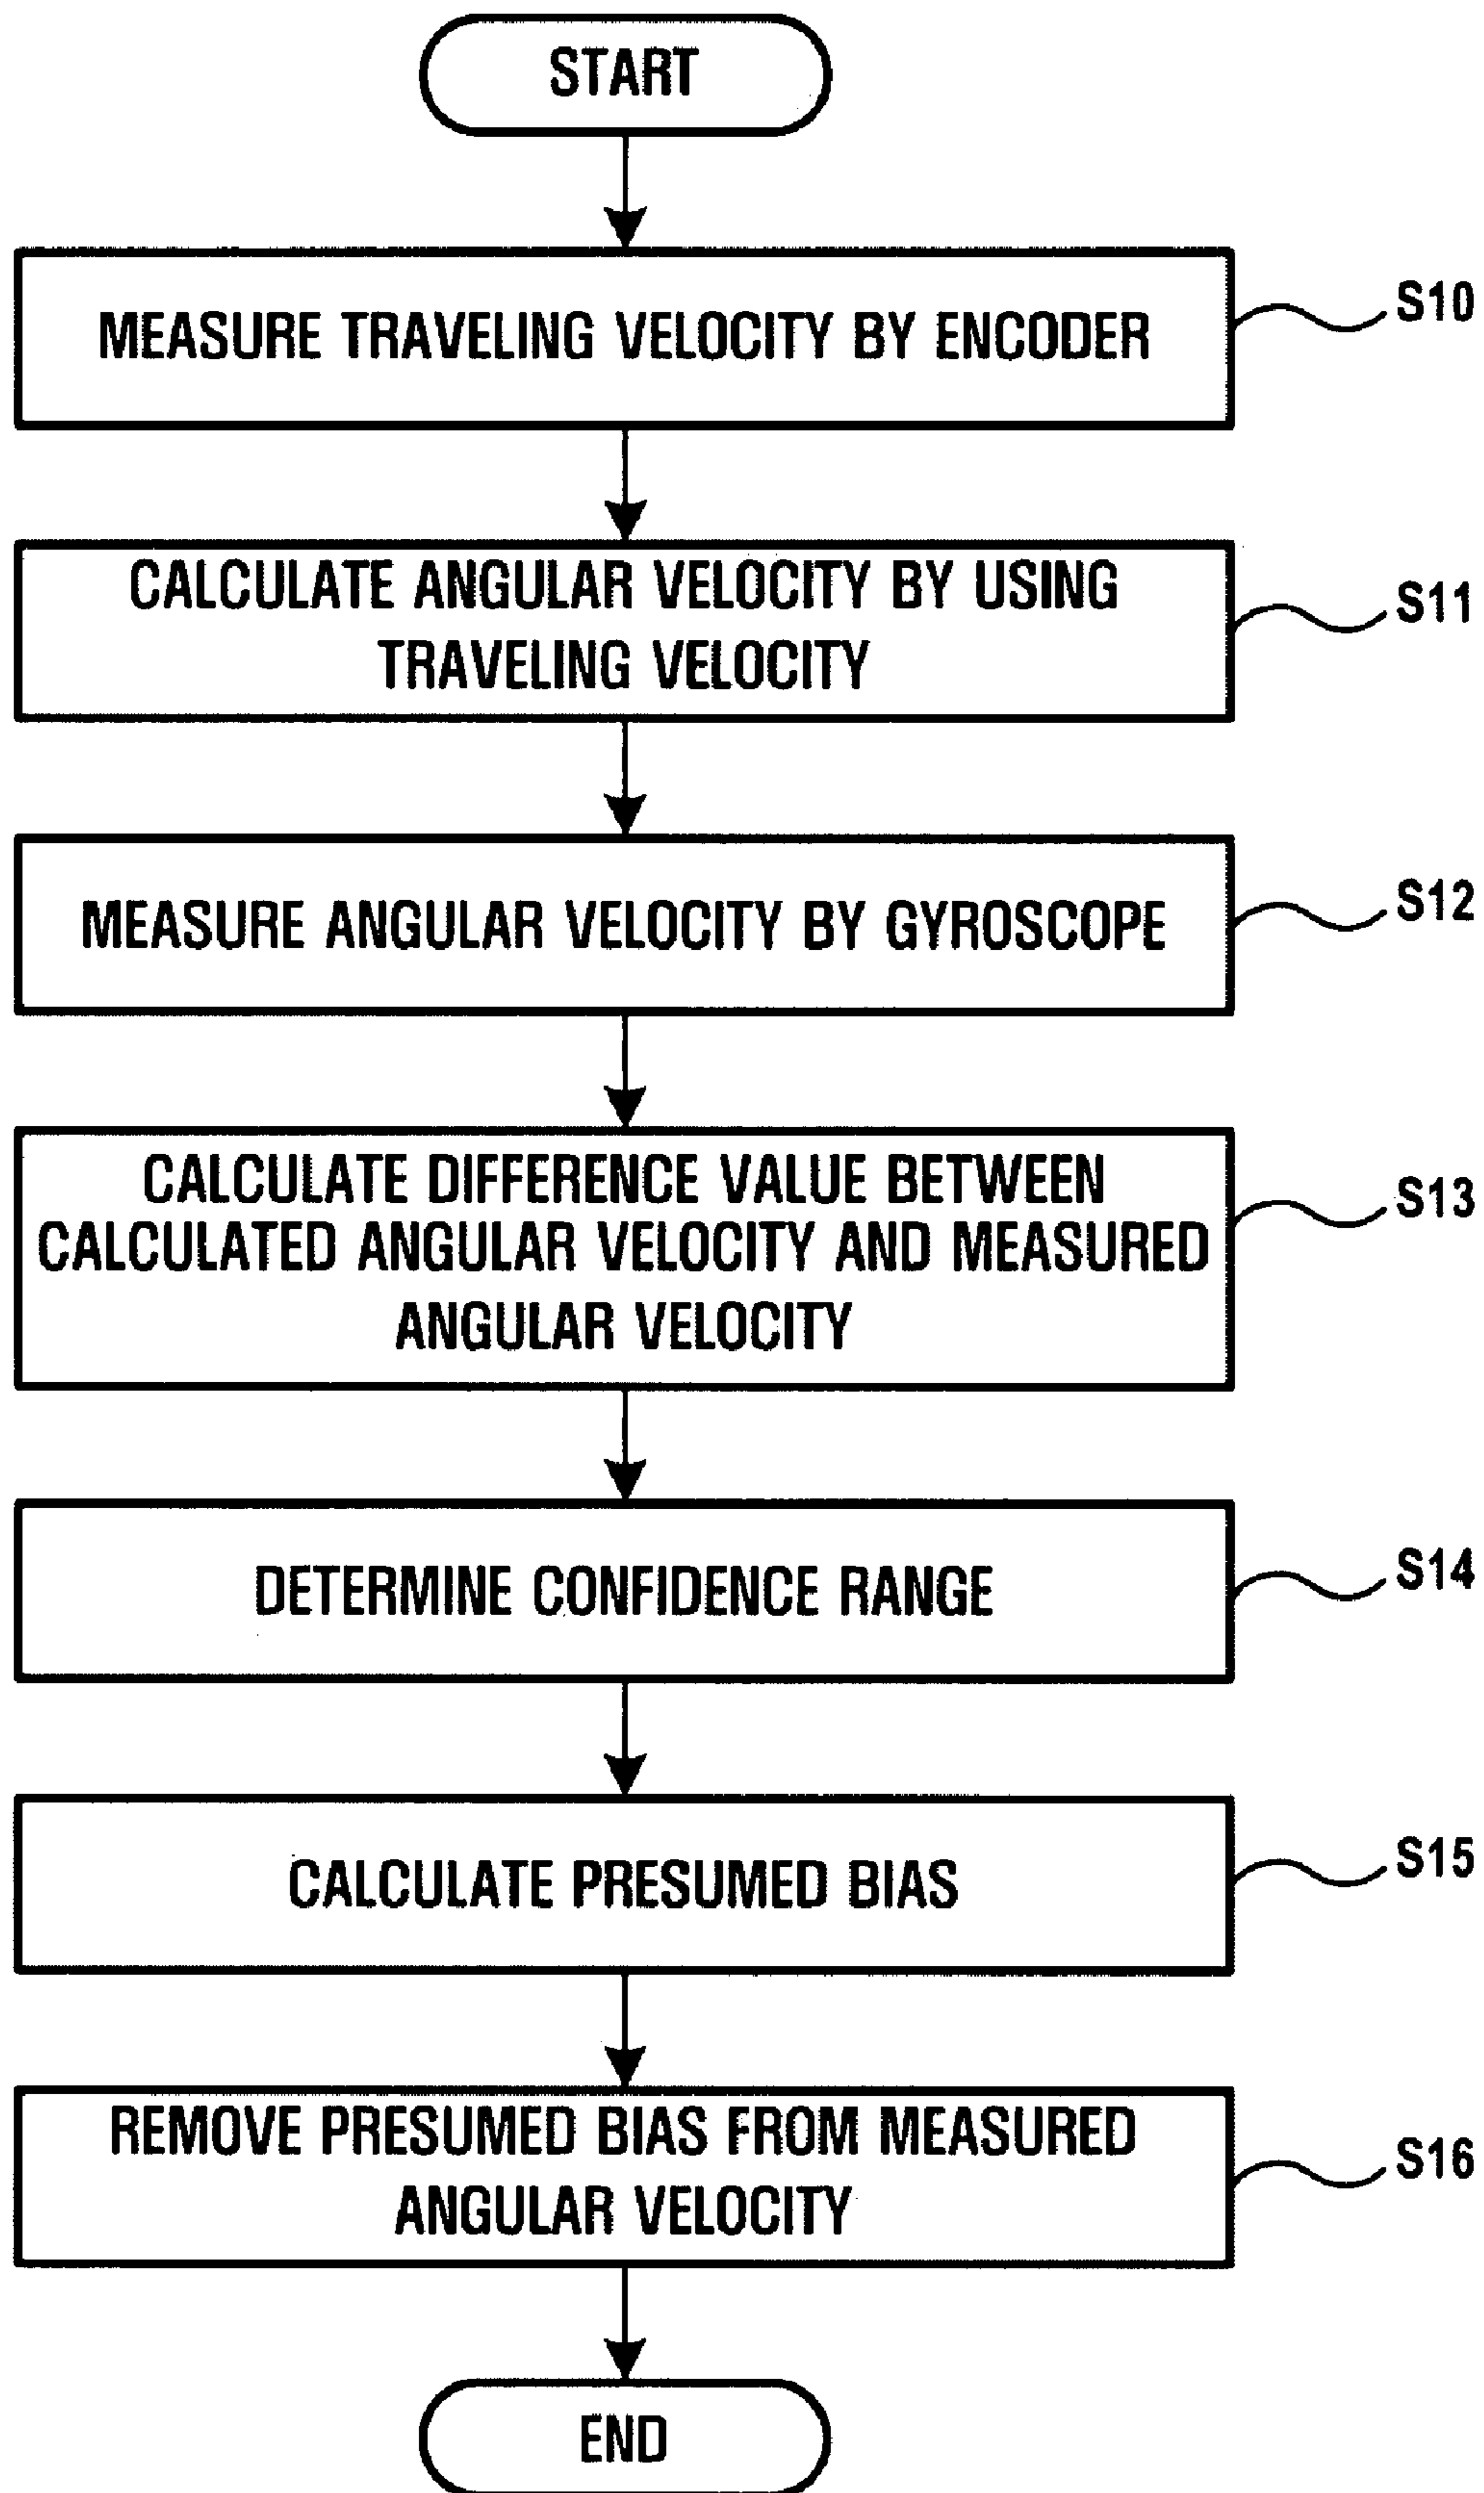 START
MEASURE TRAVELING VELOCITY BY ENCODER
S10
CALCULATE ANGULAR VELOCITY BY USING
TRAVELING VELOCITY
S11
MEASURE ANGULAR VELOCITY BY GYROSCOPE
S12
CALCULATE DIFFERENCE VALUE BETWEEN
CALCULATED ANGULAR VELOCITY AND MEASURED
ANGULAR VELOCITY
S13
DETERMINE CONFIDENCE RANGE
S14
CALCULATE PRESUMED BIAS
S15
REMOVE PRESUMED BIAS FROM MEASURED
ANGULAR VELOCITY
S16
END